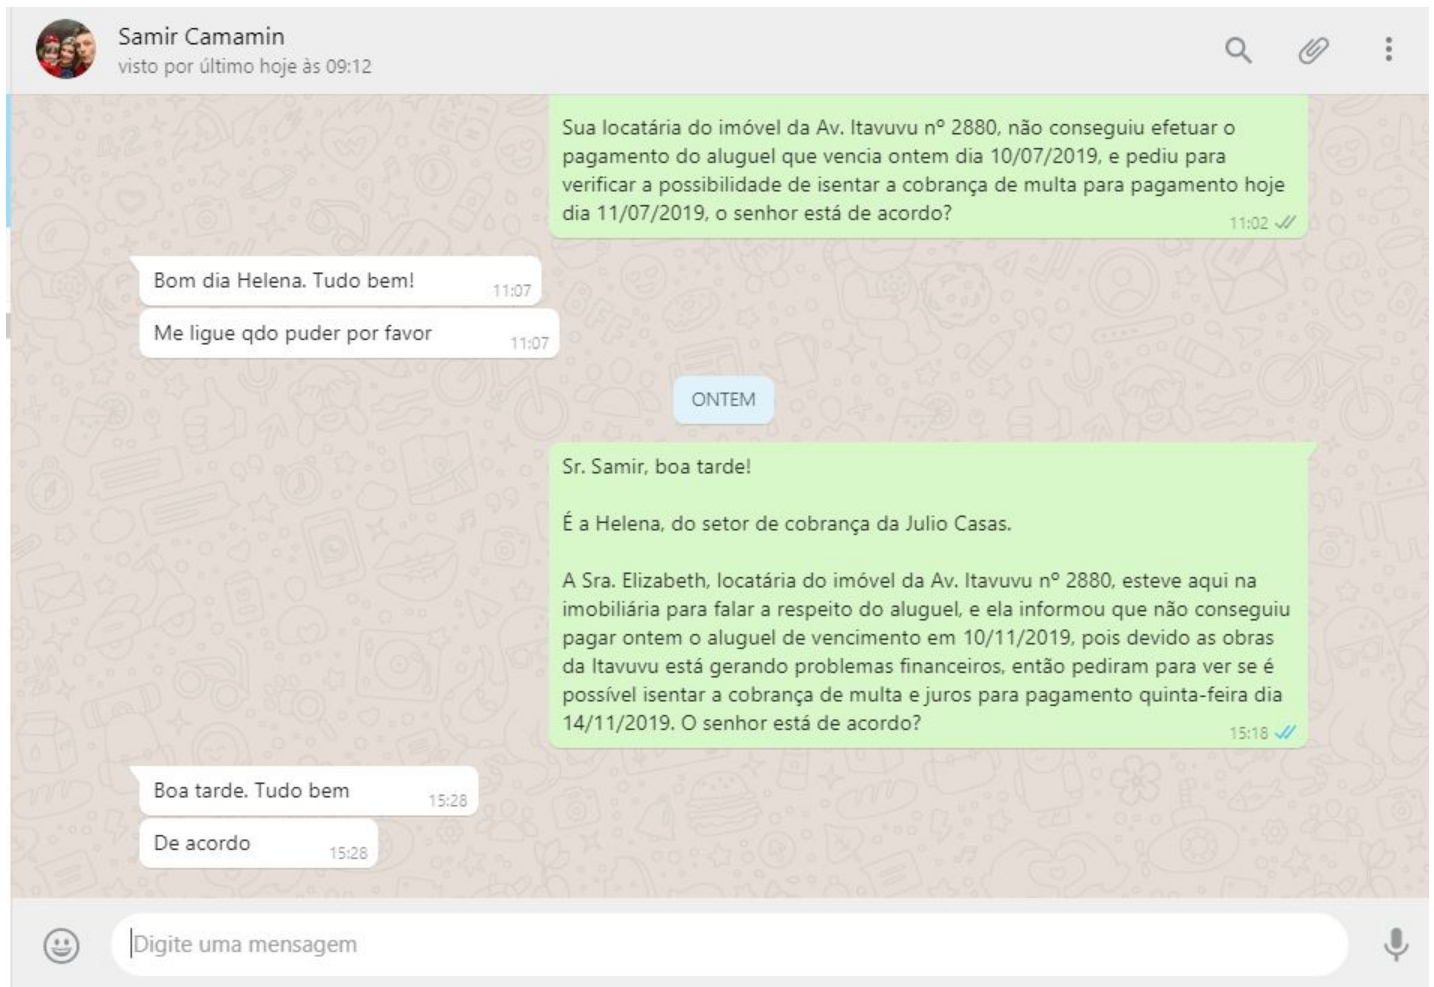 Samir Camamin
visto por último hoje às 09:12
Sua locatária do imóvel da Av. Itavuvu nº 2880, não conseguiu efetuar o
pagamento do aluguel que vencia ontem dia 10/07/2019, e pediu para
verificar a possibilidade de isentar a cobrança de multa para pagamento hoje
dia 11/07/2019, o senhor está de acordo?
11:02
Bom dia Helena. Tudo bem!
11:07
Me ligue qdo puder por favor
11:07
ONTEM
Sr. Samir, boa tarde!
É a Helena, do setor de cobrança da Julio Casas.
A Sra. Elizabeth, locatária do imóvel da Av. Itavuvu nº 2880, esteve aqui na
imobiliária para falar a respeito do aluguel, e ela informou que não conseguiu
pagar ontem o aluguel de vencimento em 10/11/2019, pois devido as obras
da Itavuvu está gerando problemas financeiros, então pediram para ver se é
possível isentar a cobrança de multa e juros para pagamento quinta-feira dia
14/11/2019. O senhor está de acordo?
15:18
Boa tarde. Tudo bem
15:28
De acordo
15:28
Digite uma mensagem